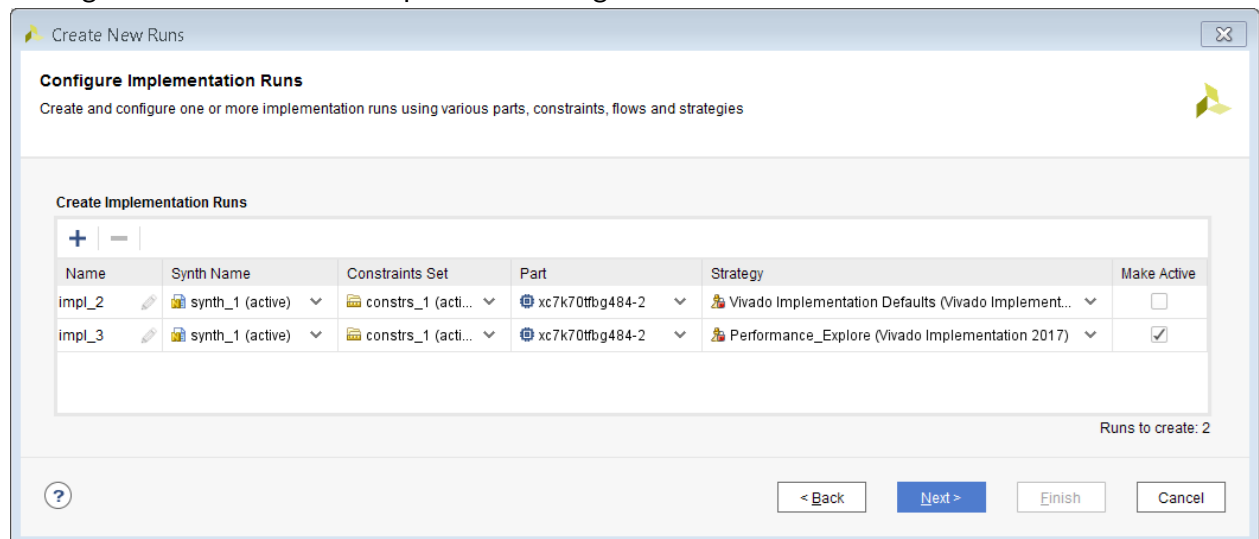 Create New Runs
Configure Implementation Runs
Create and configure one or more implementation runs using various parts, constraints, flows and strategies
Create Implementation Runs
Name Synth Name Constraints Set Part Strategy Make Active
impl_2 synth_1 (active) constrs_1 (acti... xc7k70tfbg484-2 Vivado Implementation Defaults (Vivado Implement...
impl_3 synth_1 (active) constrs_1 (acti... xc7k70tfbg484-2 Performance_Explore (Vivado Implementation 2017)
Runs to create: 2
? < Back Next > Finish Cancel